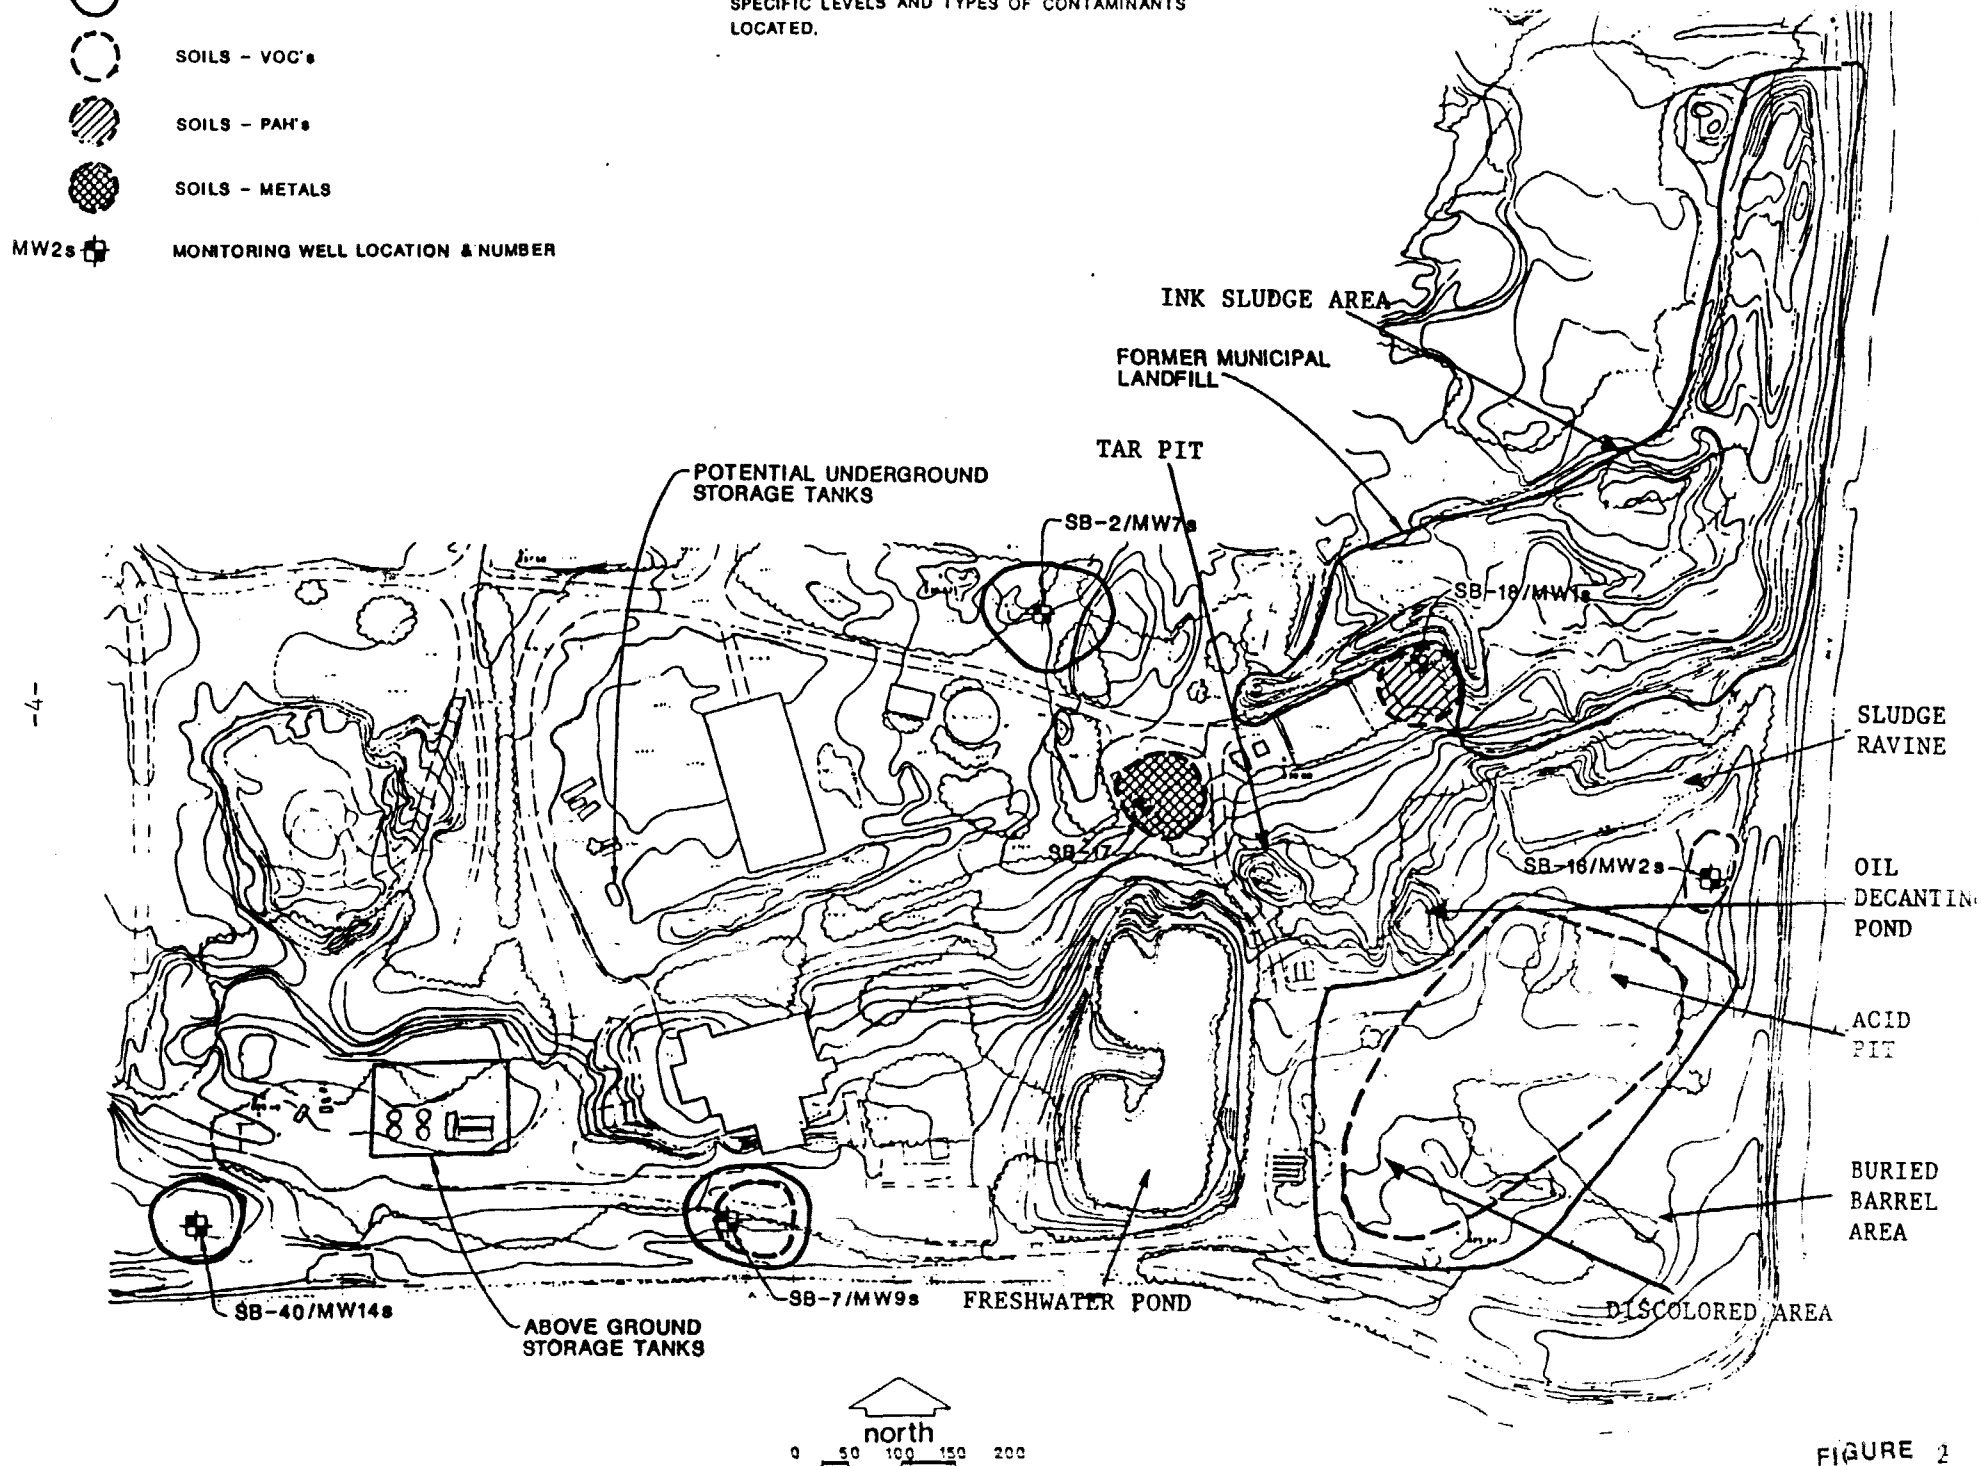 SPECIFIC LEVELS AND TYPES OF CONTAMINANTS
LOCATED.
SOILS - VOC's
SOILS - PAH's
SOILS - METALS
MW2s
MONITORING WELL LOCATION & NUMBER
INK SLUDGE AREA
FORMER MUNICIPAL
LANDFILL
TAR PIT
POTENTIAL UNDERGROUND
STORAGE TANKS
SB-2/MW7s
SB-18/MW1s
-4-
SLUDGE
RAVINE
SB-17
SB-16/MW2s
OIL
DECANTIN
POND
ACID
PIT
BURIED
BARREL
AREA
SB-40/MW14s
SB-7/MW9s
FRESHWATER POND
DISCOLORED AREA
ABOVE GROUND
STORAGE TANKS
north
0 50 100 150 200
FIGURE 2